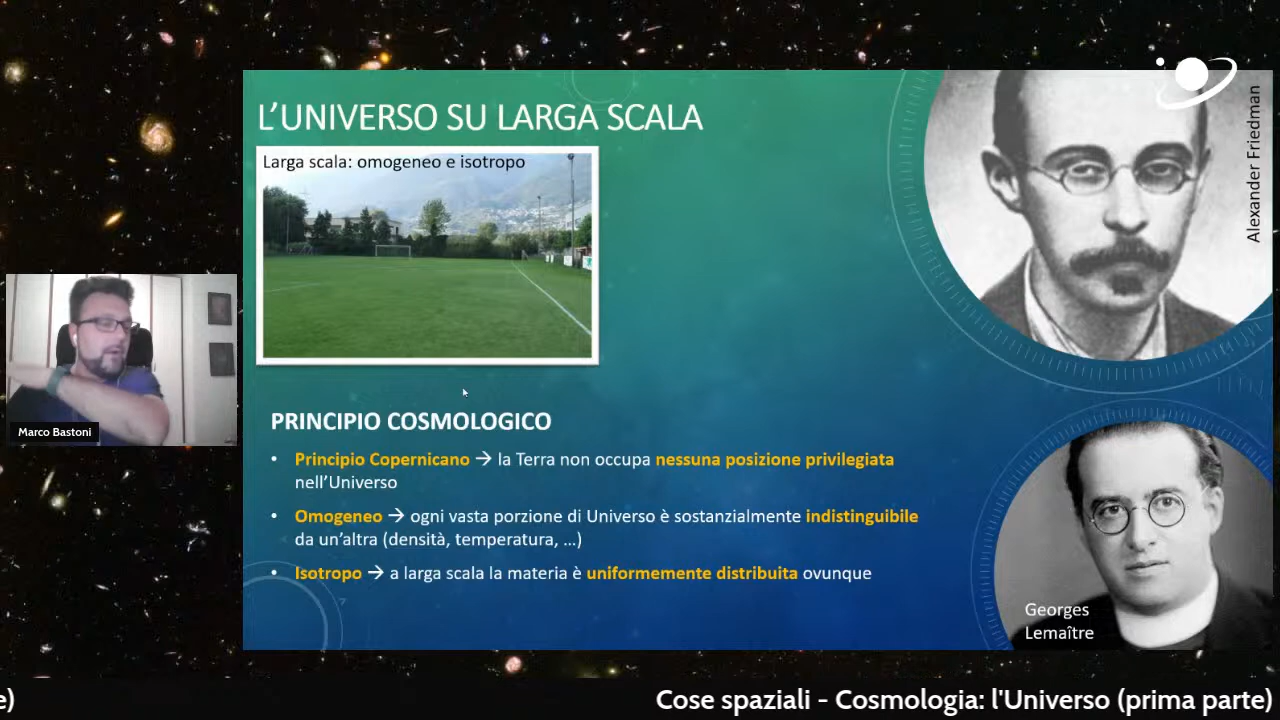 L'UNIVERSO SU LARGA SCALA
Larga scala: omogeneo e isotropo
Alexander Friedman
Marco Bastoni
PRINCIPIO COSMOLOGICO
• Principio Copernicano → la Terra non occupa nessuna posizione privilegiata
nell'Universo
• Omogeneo → ogni vasta porzione di Universo è sostanzialmente indistinguibile
da un'altra (densità, temperatura, ...)
• Isotropo → a larga scala la materia è uniformemente distribuita ovunque
Georges
Lemaître
e)
Cose spaziali - Cosmologia: l'Universo (prima parte)